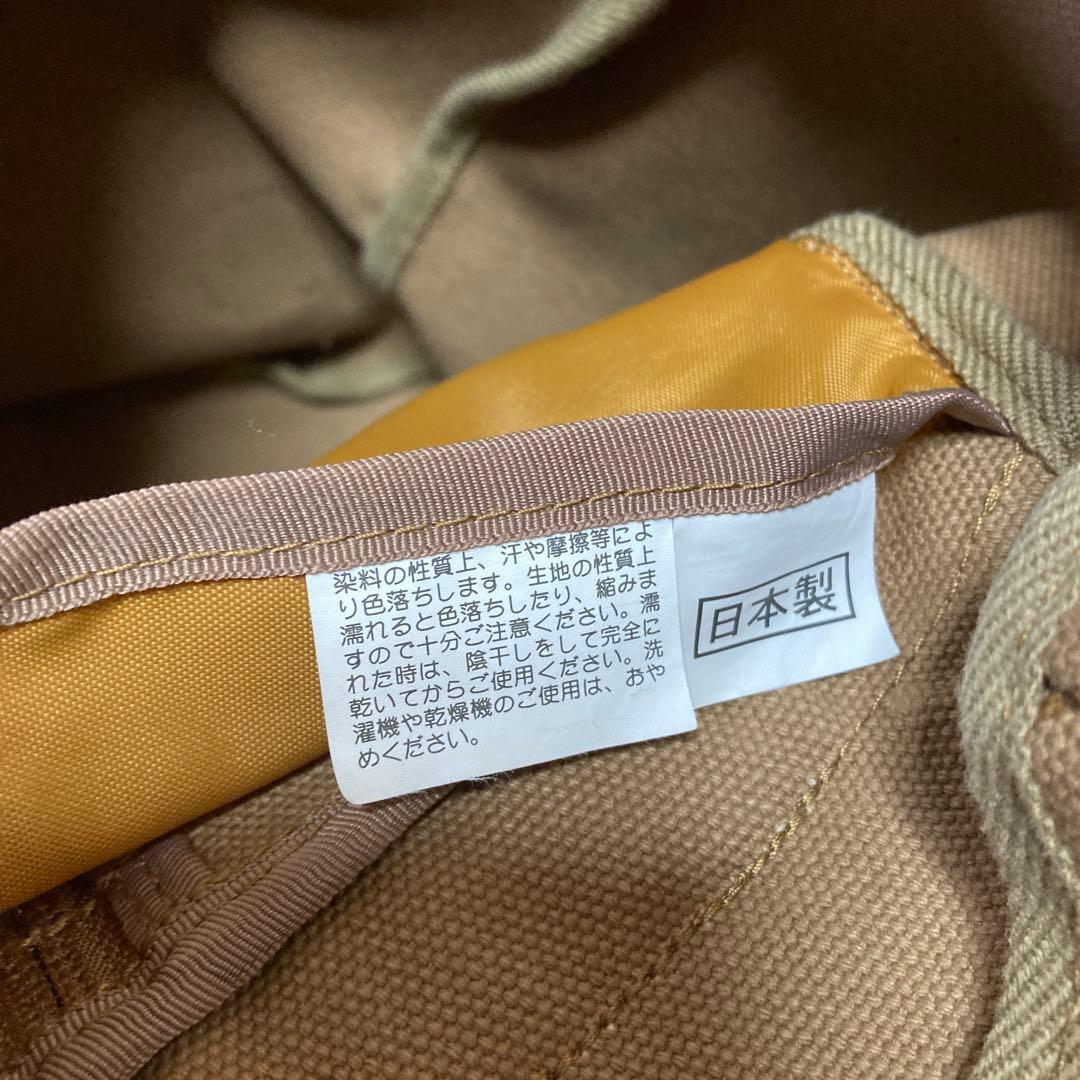 染料の性質上、汗や摩擦等によ
り色落ちします。生地の性質上
濡れると色落ちしたり、縮みま
すので十分ご注意ください。濡
れた時は、陰干しをして完全に
乾いてからご使用ください。洗
濯機や乾燥機のご使用は、おや
めください。
日本製